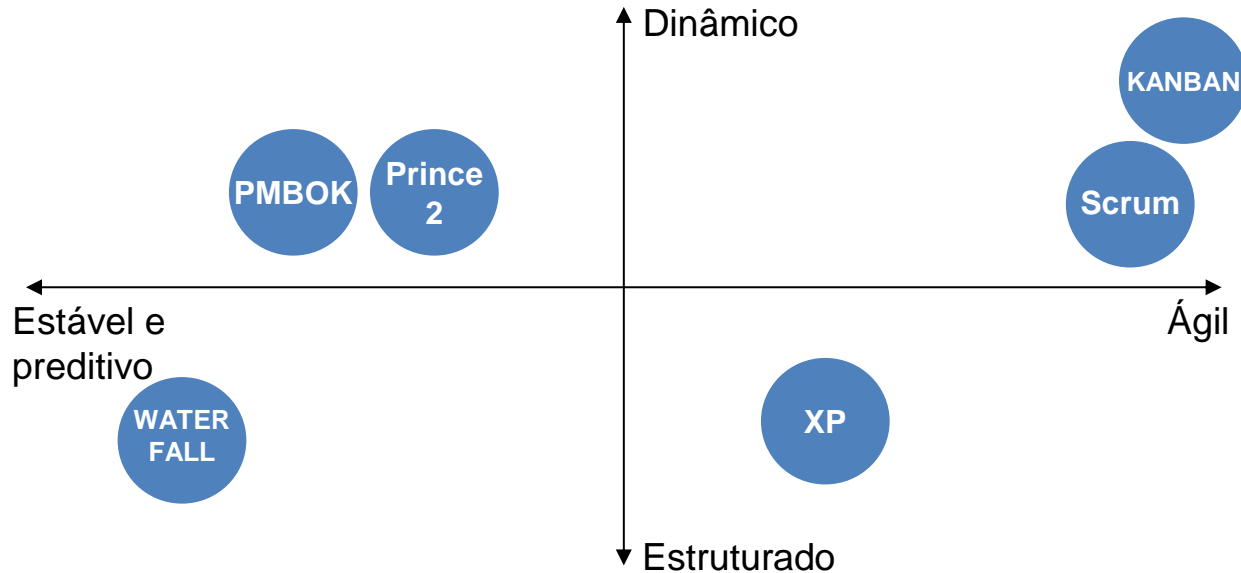 Dinâmico
KANBAN
PMBOK
Prince
2
Scrum
Estável e
preditivo
Ágil
WATER
FALL
XP
Estruturado